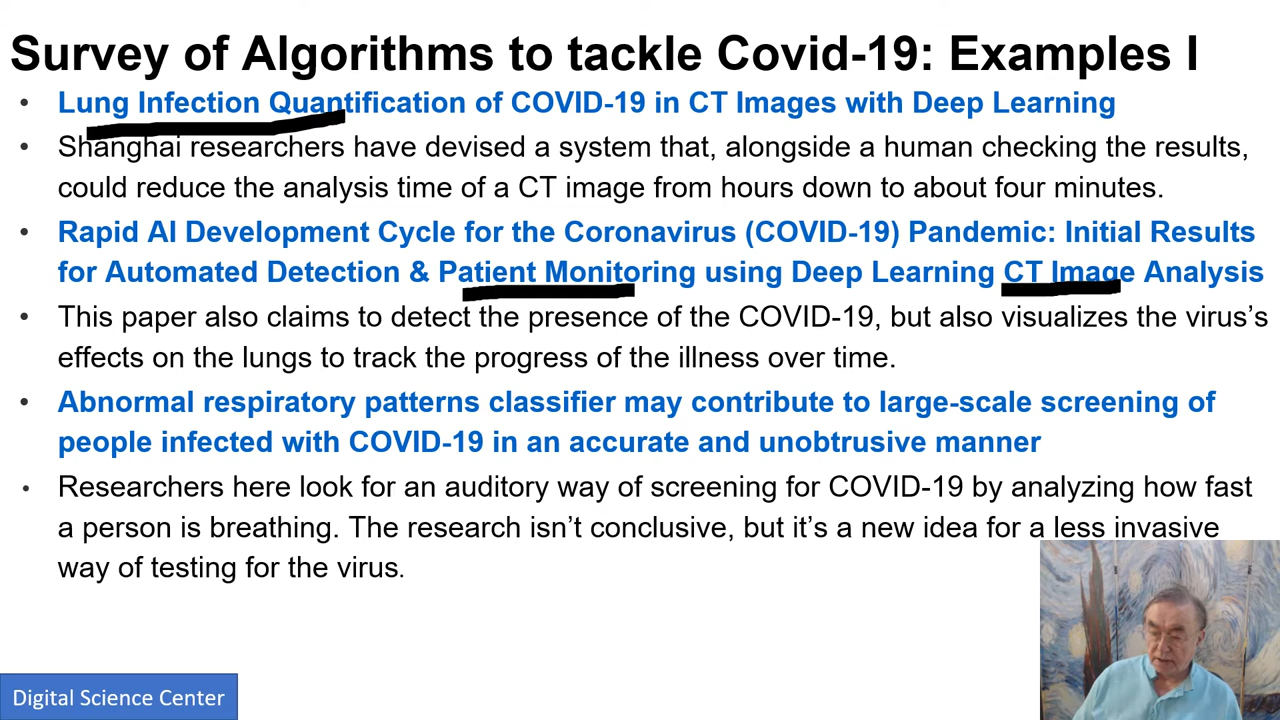 Survey of Algorithms to tackle Covid-19: Examples I
• Lung Infection Quantification of COVID-19 in CT Images with Deep Learning
• Shanghai researchers have devised a system that, alongside a human checking the results,
could reduce the analysis time of a CT image from hours down to about four minutes.
• Rapid AI Development Cycle for the Coronavirus (COVID-19) Pandemic: Initial Results
for Automated Detection & Patient Monitoring using Deep Learning CT Image Analysis
• This paper also claims to detect the presence of the COVID-19, but also visualizes the virus’s
effects on the lungs to track the progress of the illness over time.
• Abnormal respiratory patterns classifier may contribute to large-scale screening of
people infected with COVID-19 in an accurate and unobtrusive manner
• Researchers here look for an auditory way of screening for COVID-19 by analyzing how fast
a person is breathing. The research isn’t conclusive, but it’s a new idea for a less invasive
way of testing for the virus.
Digital Science Center